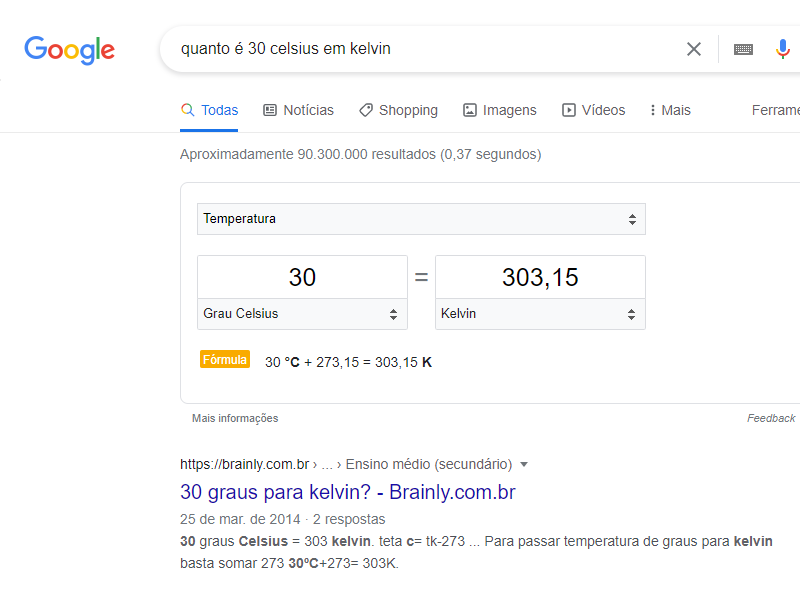 Google
quanto é 30 celsius em kelvin
Todas Notícias Shopping Imagens Vídeos Mais
Aproximadamente 90.300.000 resultados (0,37 segundos)
Temperatura
30 = 303,15
Grau Celsius Kelvin
Fórmula 30 °C + 273,15 = 303,15 K
Mais informações Feedback
https://brainly.com.br › ... › Ensino médio (secundário)
30 graus para kelvin? - Brainly.com.br
25 de mar. de 2014 · 2 respostas
30 graus Celsius = 303 kelvin. teta c= tk-273 ... Para passar temperatura de graus para kelvin
basta somar 273 30ºC+273= 303K.